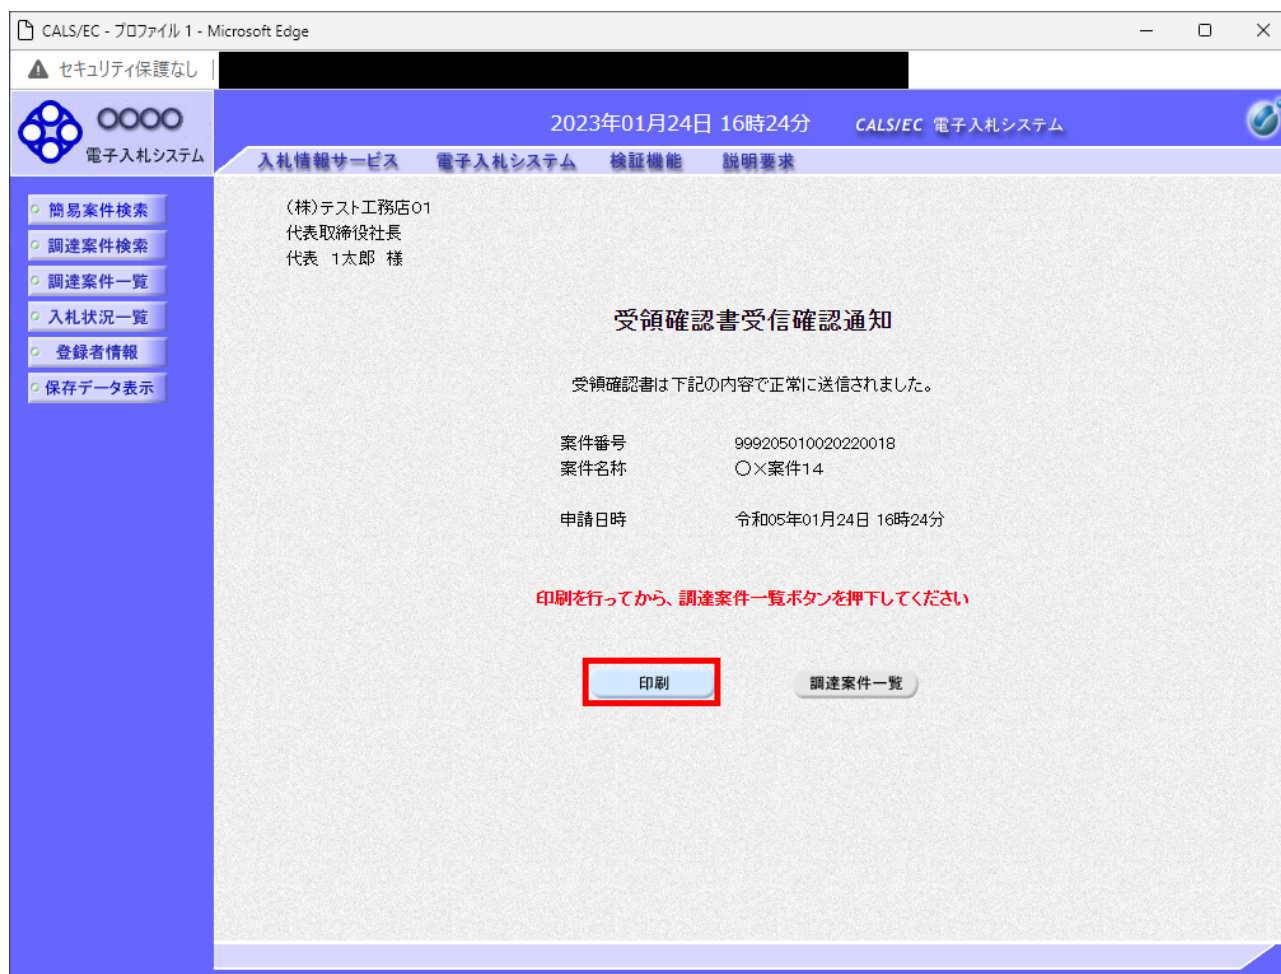 CALS/EC - プロファイル 1 - Microsoft Edge
セキュリティ保護なし
○○○○
電子入札システム
2023年01月24日 16時24分
CALS/EC 電子入札システム
入札情報サービス 電子入札システム 検証機能 説明要求
簡易案件検索
調達案件検索
調達案件一覧
入札状況一覧
登録者情報
保存データ表示
(株)テスト工務店01
代表取締役社長
代表 1太郎 様
受領確認書受信確認通知
受領確認書は下記の内容で正常に送信されました。
案件番号 999205010020220018
案件名称 ○×案件14
申請日時 令和05年01月24日 16時24分
印刷を行ってから、調達案件一覧ボタンを押下してください
印刷 調達案件一覧